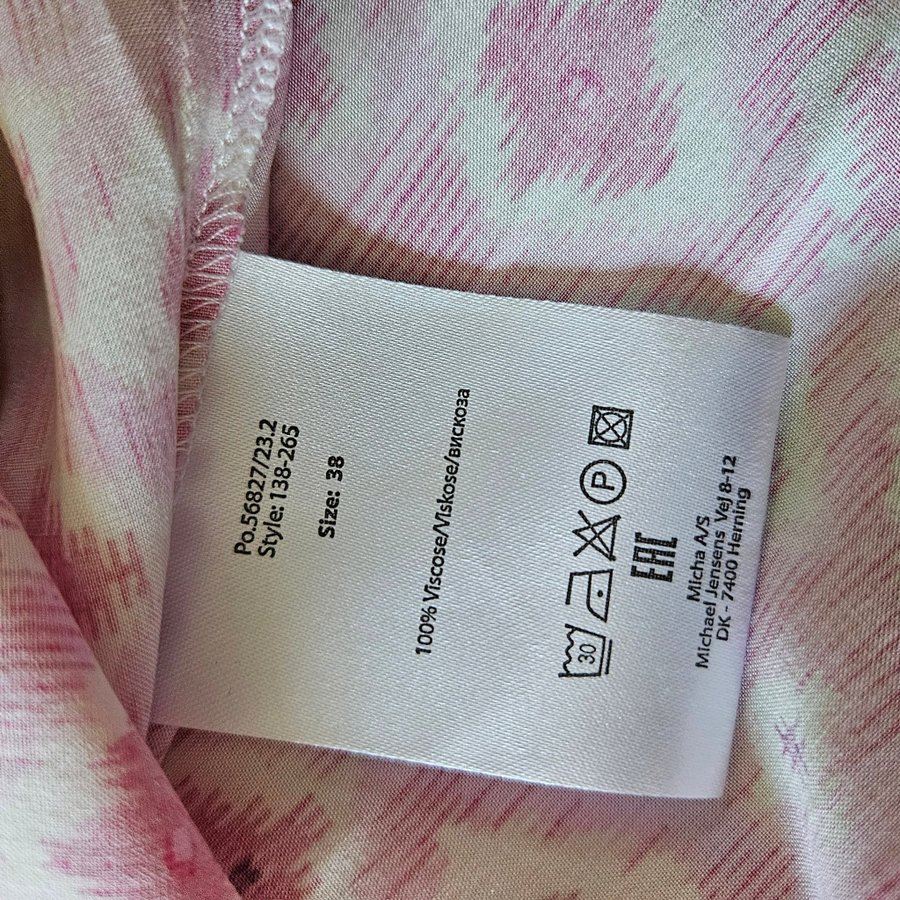 Po.56827/23.2
Style: 138-265
Size: 38
100% Viscose/Viskose/вискоза
30
P
EAC
Micha A/S
Michael Jensens Vej 8-12
DK - 7400 Herning